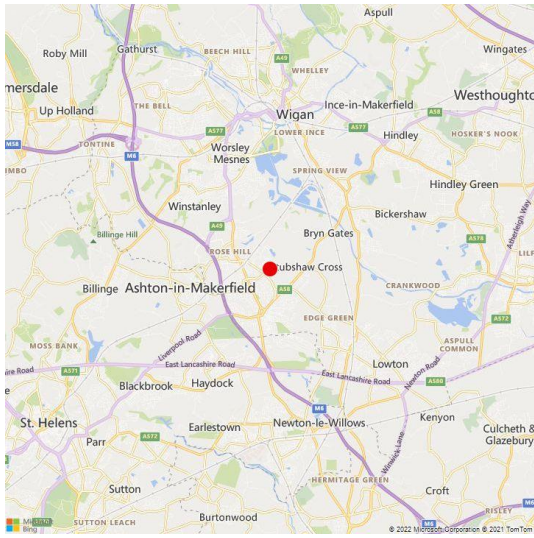 Aspull
Roby Mill
Gathurst
BEECH HILL
A49
Wingates
WHELLEY
mersdale
Up Holland
THE BELL
Ince-in-Makerfield
Westhoughto
Wigan
A58
A577
A577
LOWER INCE
Hindley
HOSKER'S NOOK
M58
TONTINE
M6
Worsley
Mesnes
SPRING VIEW
IMBO
Hindley Green
Winstanley
Bickershaw
A49
Atherleigh Way
Billinge Hill
Bryn Gates
A578
ROSE HILL
LILF
ubshaw Cross
Billinge
Ashton-in-Makerfield
A58
CRANKWOOD
EDGE GREEN
A572
MOSS BANK
Liverpool Road
ASPULL
COMMON
ire Road
A571
East Lancashire Road
Lowton
Newton Road
East Lancashire Road
A580
Blackbrook
Haydock
e
M6
St. Helens
Earlestown
Newton-le-Willows
Kenyon
Culcheth &
Glazebury
Parr
A572
Winwick Lane
HERMITAGE GREEN
Sutton
Croft
RISLEY
Burtonwood
SUTTON LEACH
Bing
© 2022 Microsoft Corporation © 2021 TomTom